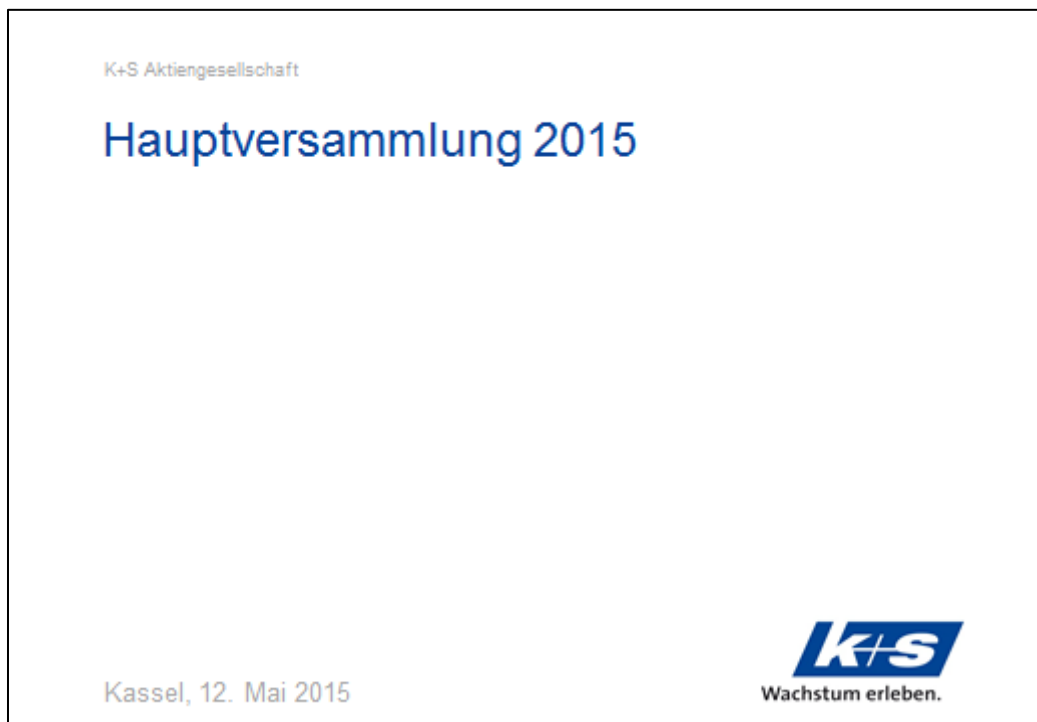 K+S Aktiengesellschaft
Hauptversammlung 2015
Kassel, 12. Mai 2015
K+S
Wachstum erleben.